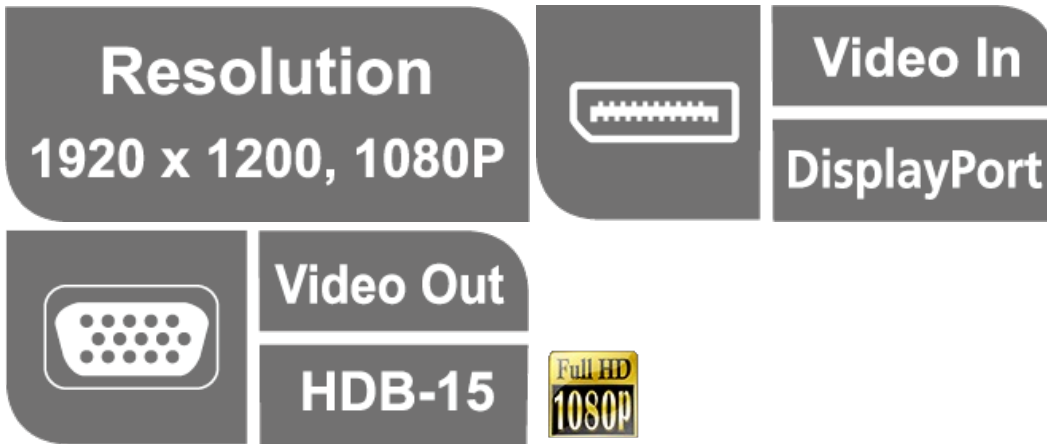 Resolution
1920 x 1200, 1080P
Video In
DisplayPort
Video Out
HDB-15
Full HD
1080P